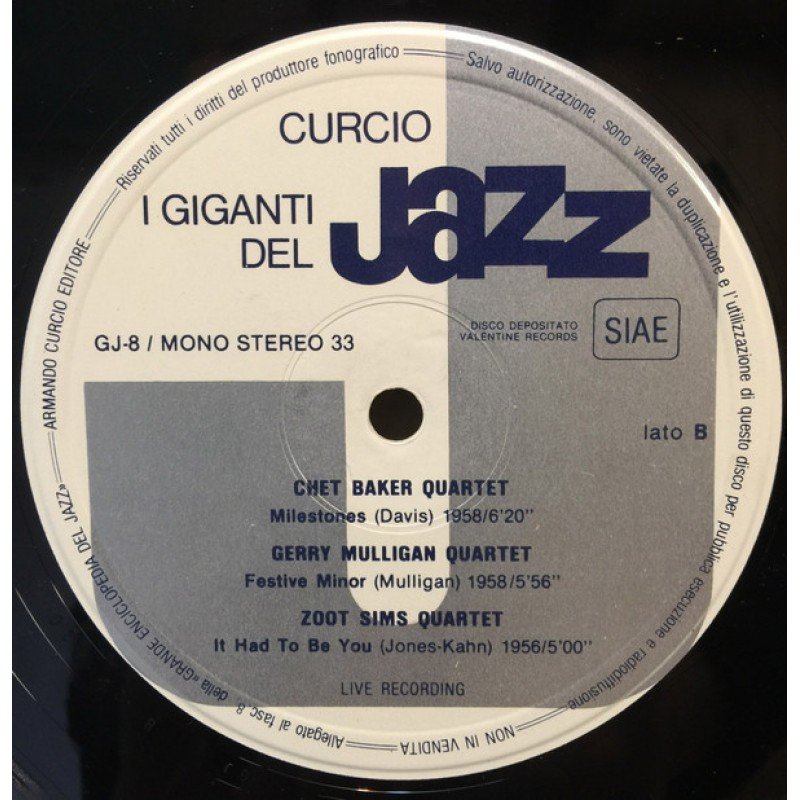 CURCIO
I GIGANTI
DEL
Jazz
GJ-8 / MONO STEREO 33
DISCO DEPOSITATO
VALENTINE RECORDS
SIAE
lato B
CHET BAKER QUARTET
Milestones (Davis) 1958/6'20"
GERRY MULLIGAN QUARTET
Festive Minor (Mulligan) 1958/5'56"
ZOOT SIMS QUARTET
It Had To Be You (Jones-Kahn) 1956/5'00"
LIVE RECORDING
Allegato al fasc. 8 della «GRANDE ENCICLOPEDIA DEL JAZZ» ARMANDO CURCIO EDITORE
Riservati tutti i diritti del produttore fonografico
Salvo autorizzazione, sono vietate la duplicazione e l'utilizzazione di questo disco per pubblica esecuzione e radiodiffusione
NON IN VENDITA